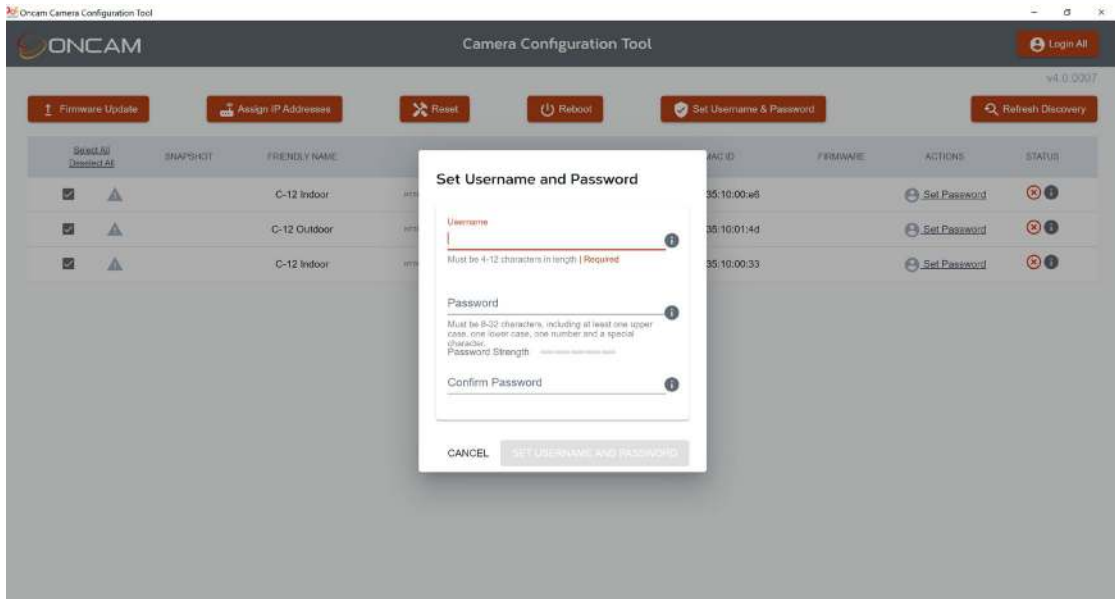 Oncam Camera Configuration Tool
ONCAM
Camera Configuration Tool
Login All
v4.0.0007
Firmware Update
Assign IP Addresses
Reset
Reboot
Set Username & Password
Refresh Discovery
Select All
Deselect All
SNAPSHOT
FRIENDLY NAME
MAC ID
FIRMWARE
ACTIONS
STATUS
C-12 Indoor
35:10:00:e6
Set Password
C-12 Outdoor
35:10:01:4d
Set Password
C-12 Indoor
35:10:00:33
Set Password
Set Username and Password
Username
Must be 4-12 characters in length | Required
Password
Must be 8-32 characters, including at least one upper
case, one lower case, one number and a special
character.
Password Strength
Confirm Password
CANCEL
SET USERNAME AND PASSWORD